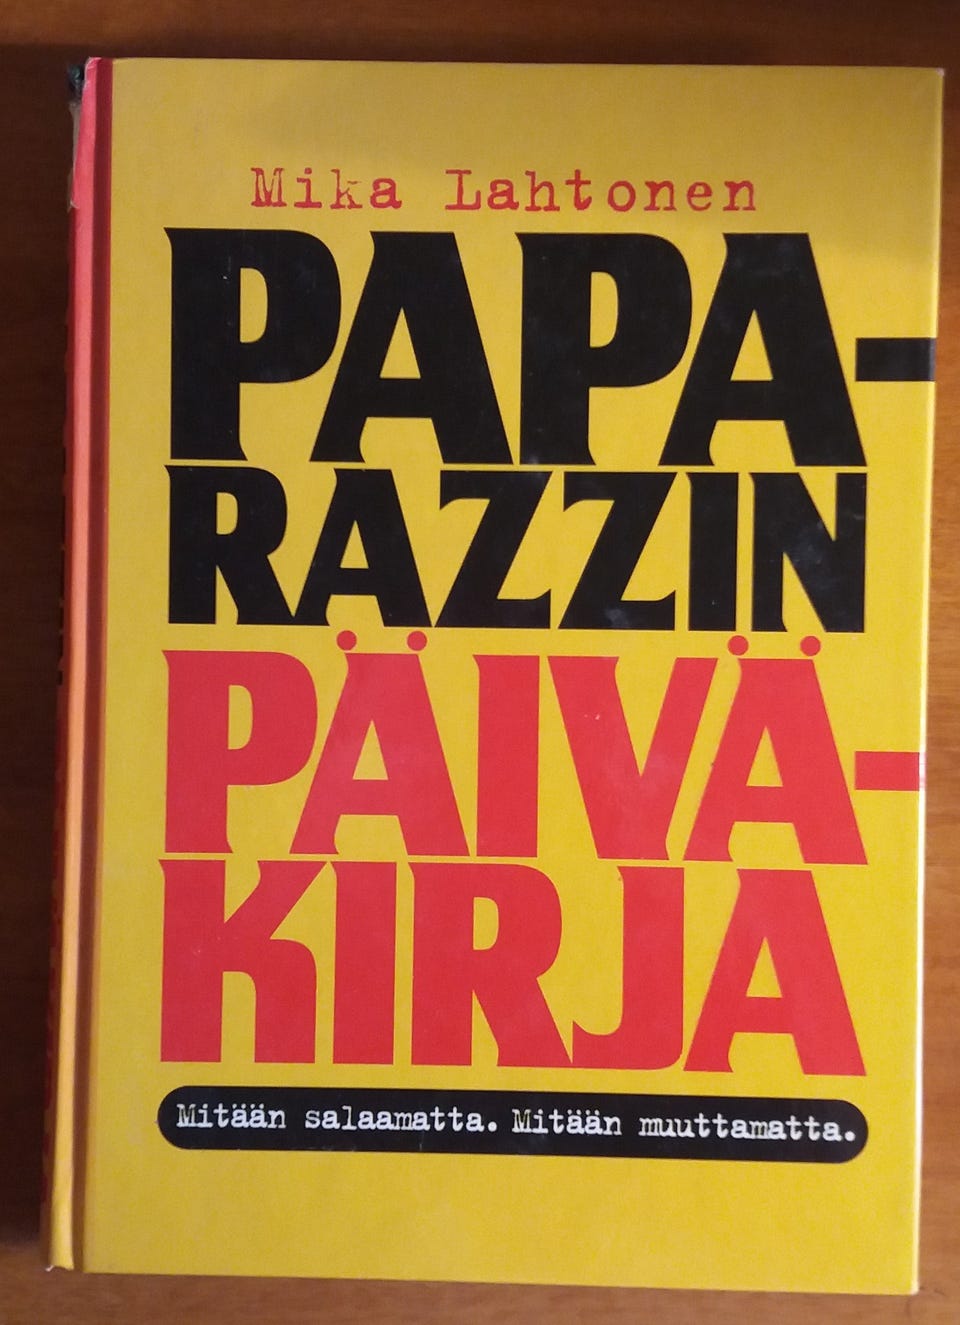 Mika Lahtonen
PAPA-
RAZZIN
PÄIVÄ-
KIRJA
Mitään salaamatta. Mitään muuttamatta.